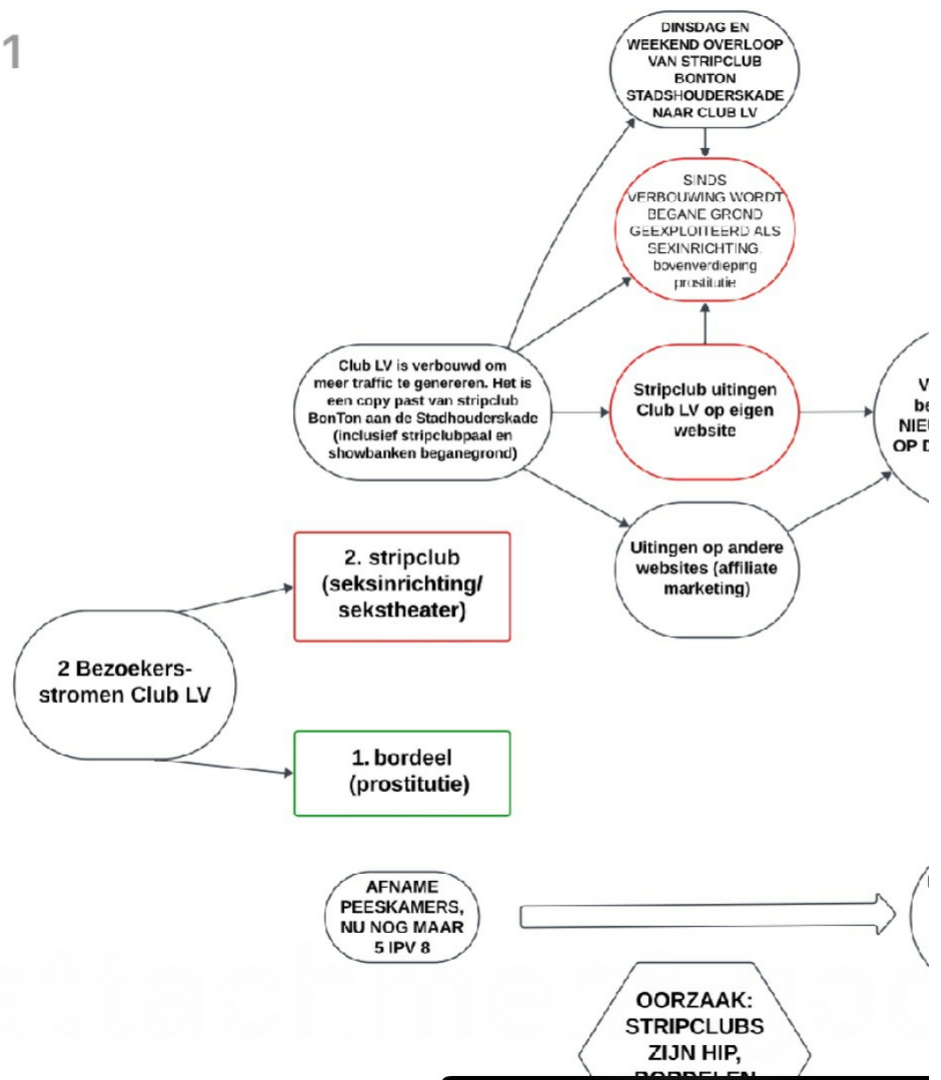 1
DINSDAG EN
WEEKEND OVERLOOP
VAN STRIPCLUB
BONTON
STADSHOUDERSKADE
NAAR CLUB LV
SINDS
VERBOUWING WORDT
BEGANE GROND
GEEXPLOITEERD ALS
SEXINRICHTING.
bovenverdieping
prostitutie
Club LV is verbouwd om
meer traffic te genereren. Het is
een copy past van stripclub
BonTon aan de Stadhouderskade
(inclusief stripclubpaal en
showbanken beganegrond)
Stripclub uitingen
Club LV op eigen
website
V
be
NIEU
OP D
Uitingen op andere
websites (affiliate
marketing)
2. stripclub
(seksinrichting/
sekstheater)
2 Bezoekers-
stromen Club LV
1. bordeel
(prostitutie)
AFNAME
PEESKAMERS,
NU NOG MAAR
5 IPV 8
OORZAAK:
STRIPCLUBS
ZIJN HIP,
BORDELEN